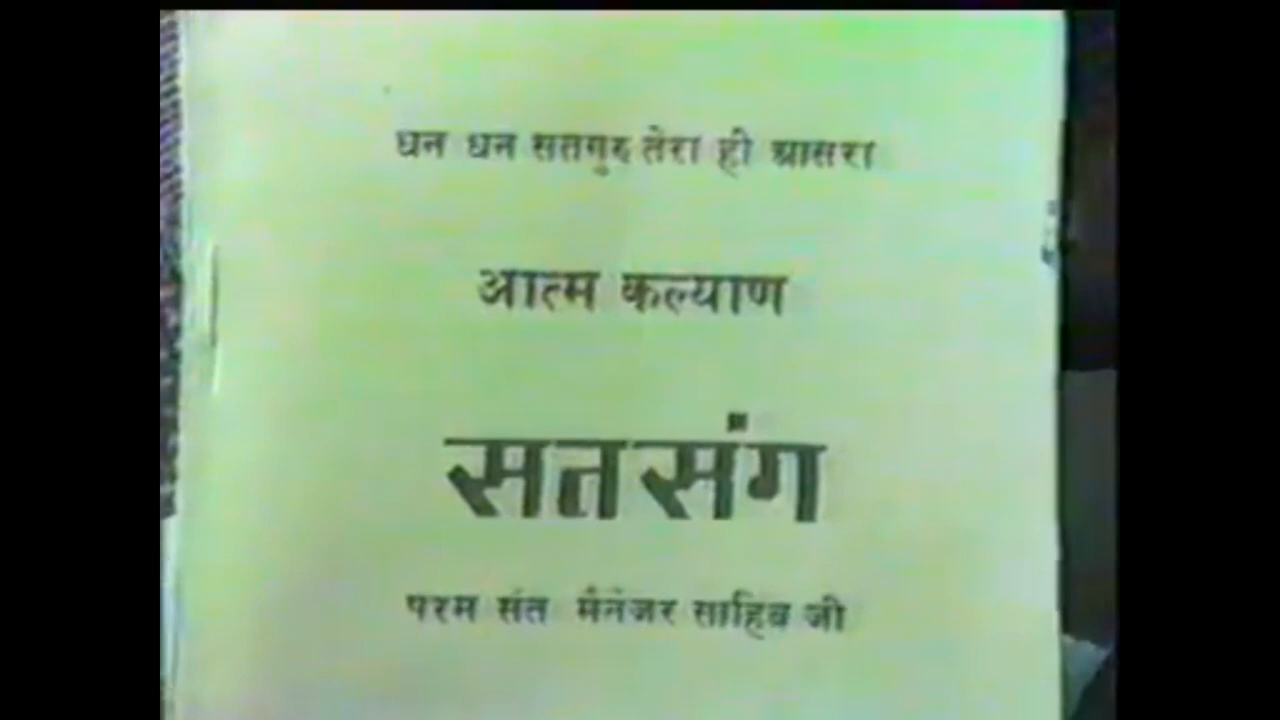 धन धन सतगुरु तेरा ही आसरा
आत्म कल्याण
सतसंग
परम संत मैनेजर साहिब जी